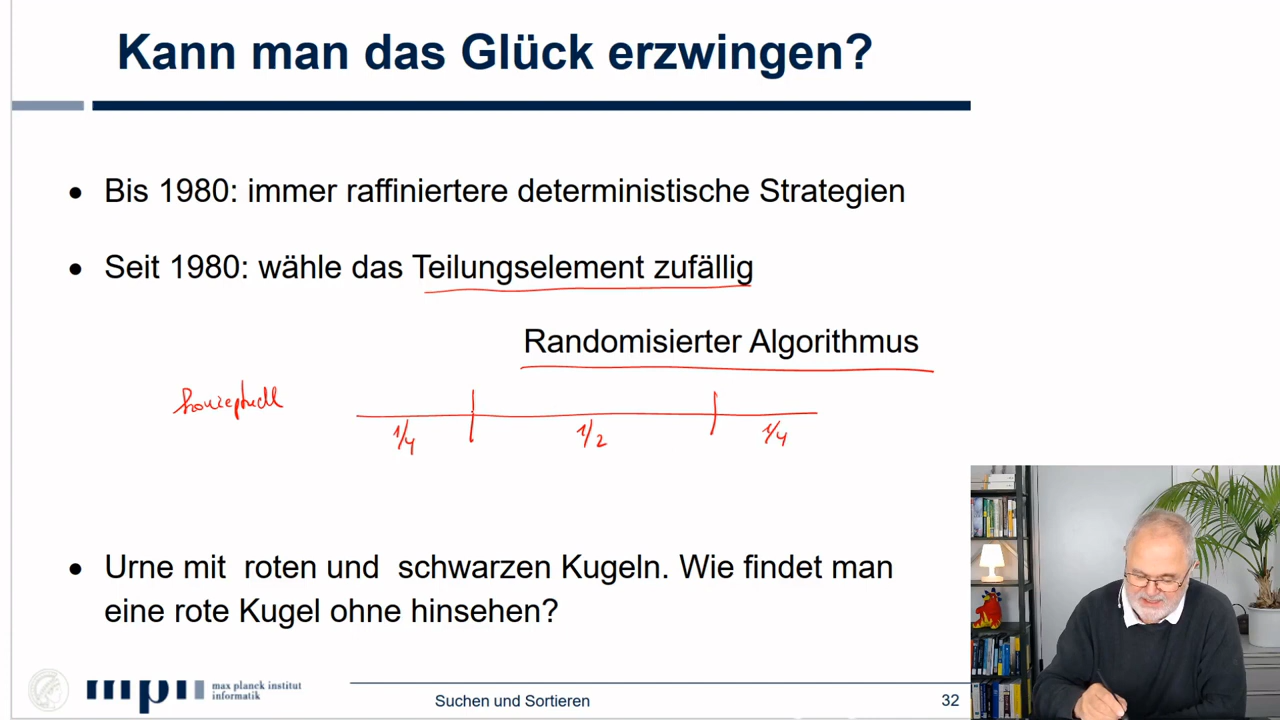 Kann man das Glück erzwingen?
• Bis 1980: immer raffiniertere deterministische Strategien
• Seit 1980: wähle das Teilungselement zufällig
Randomisierter Algorithmus
konzeptuell
1/4 1/2 1/4
• Urne mit roten und schwarzen Kugeln. Wie findet man
eine rote Kugel ohne hinsehen?
mpi max planck institut
informatik
Suchen und Sortieren
32